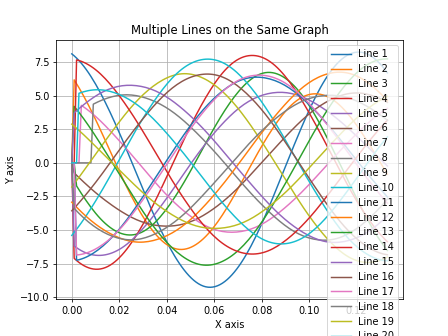 Multiple Lines on the Same Graph
7.5
5.0
2.5
0.0
−2.5
−5.0
−7.5
−10.0
Y axis
0.00
0.02
0.04
0.06
0.08
0.10
X axis
Line 1
Line 2
Line 3
Line 4
Line 5
Line 6
Line 7
Line 8
Line 9
Line 10
Line 11
Line 12
Line 13
Line 14
Line 15
Line 16
Line 17
Line 18
Line 19
Line 20